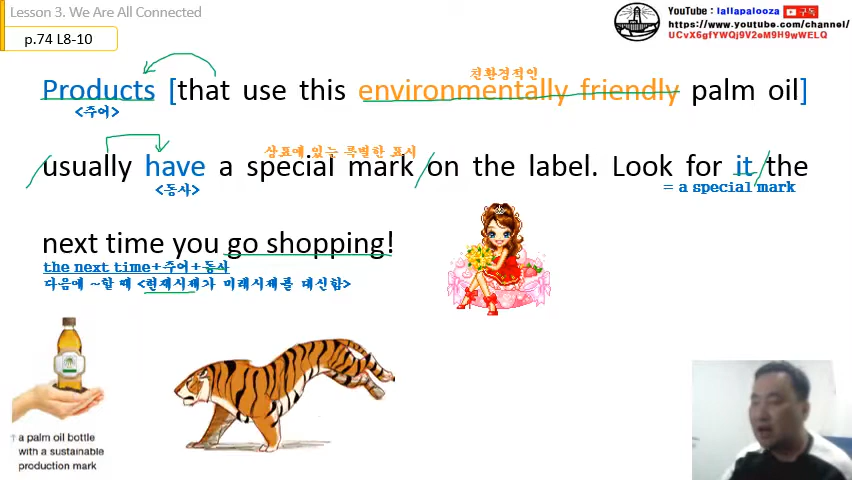 Lesson 3. We Are All Connected
p.74 L8-10
YouTube : lallapalooza 구독
https://www.youtube.com/channel/
UCvX6gfYWQj9V2eM9H9wWELQ
친환경적인
Products [that use this environmentally friendly palm oil]
<주어>
상표에 있는 특별한 표시
usually have a special mark on the label. Look for it the
<동사>
= a special mark
next time you go shopping!
the next time+주어+동사
다음에 ~할 때 <현재시제가 미래시제를 대신함>
a palm oil bottle
with a sustainable
production mark